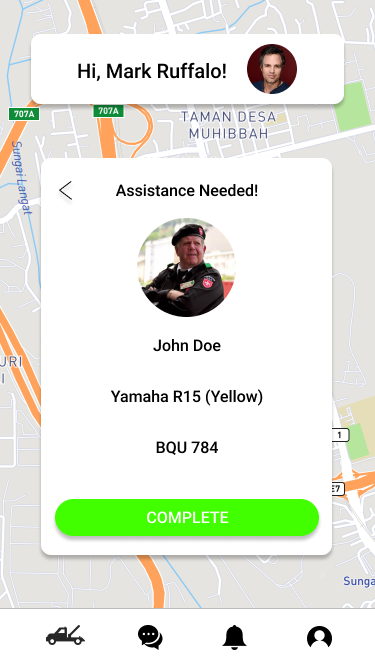 Hi, Mark Ruffalo!
707A
707A
TAMAN DESA
MUHIBBAH
Sungai Langat
Assistance Needed!
John Doe
URI
I
Yamaha R15 (Yellow)
1
BQU 784
E7
COMPLETE
Sunga